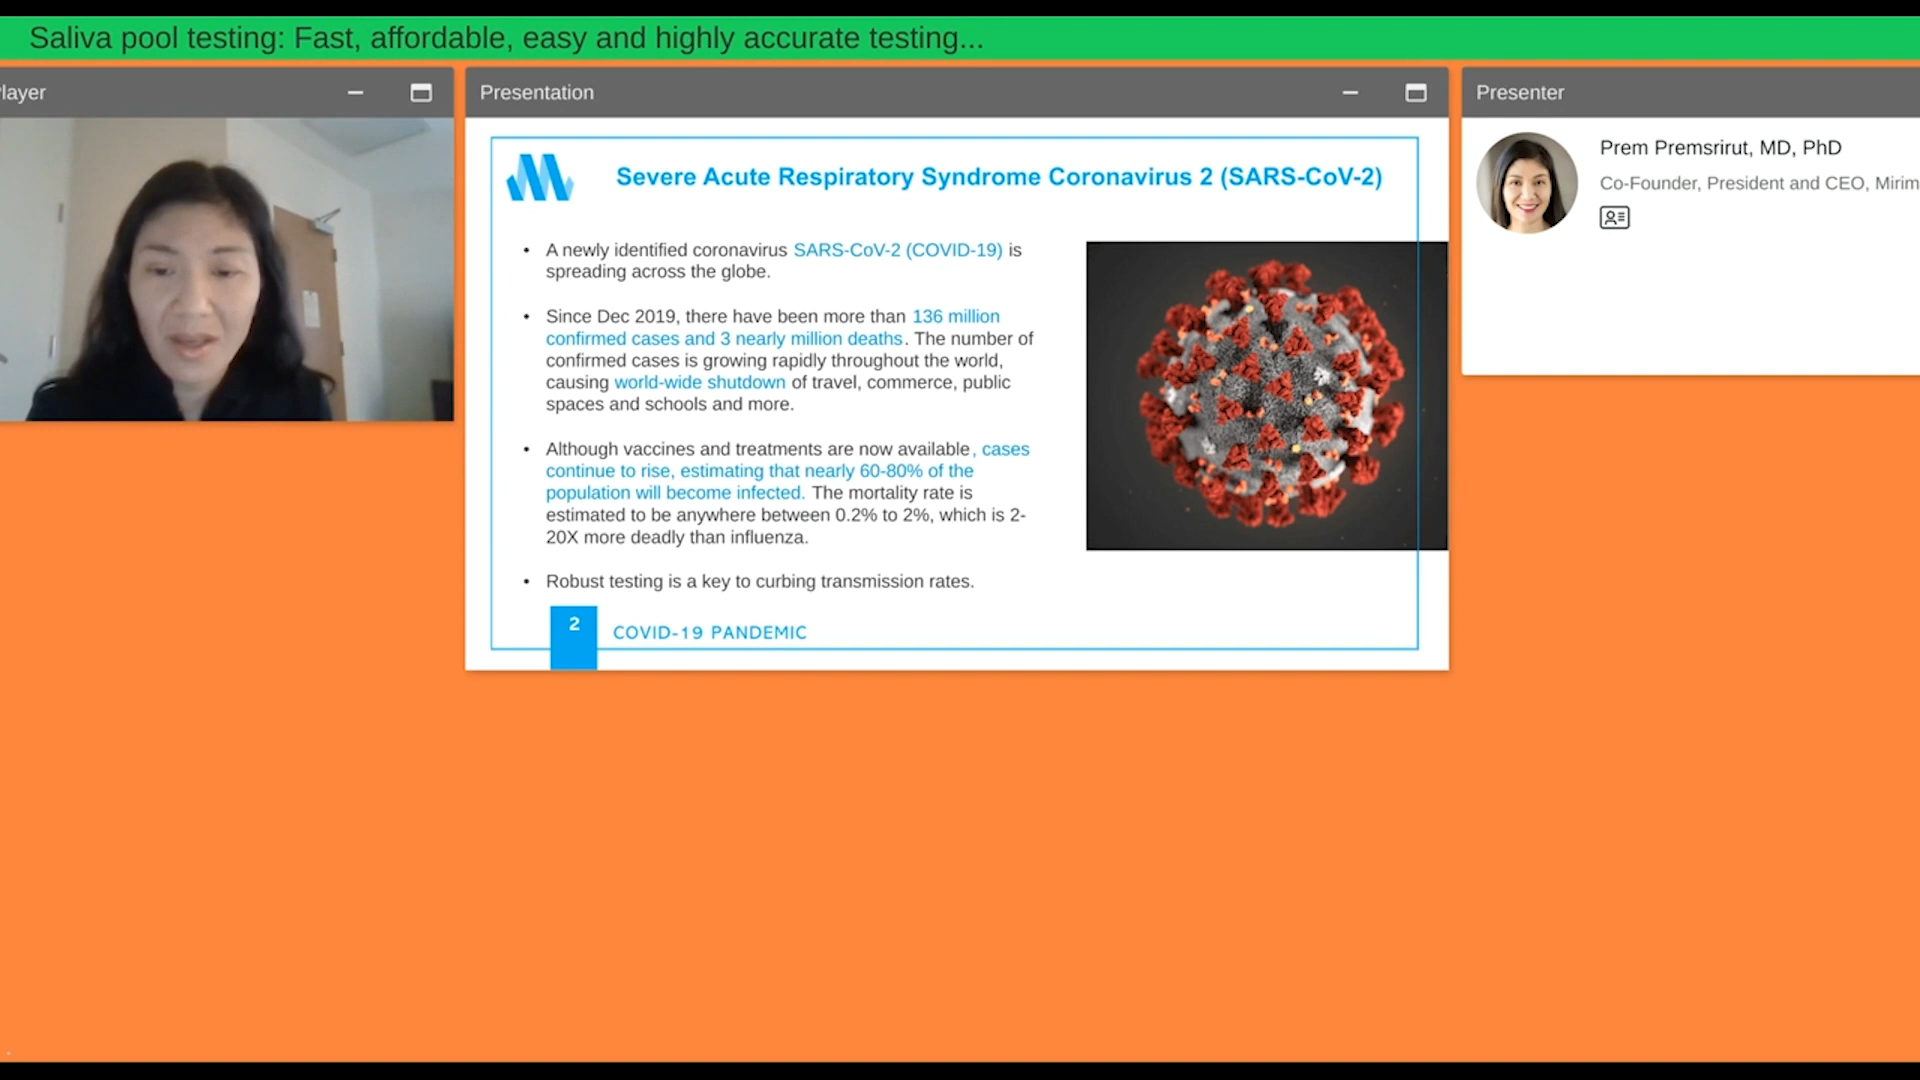 Saliva pool testing: Fast, affordable, easy and highly accurate testing...
layer
Presentation
Severe Acute Respiratory Syndrome Coronavirus 2 (SARS-CoV-2)
• A newly identified coronavirus SARS-CoV-2 (COVID-19) is
spreading across the globe.
• Since Dec 2019, there have been more than 136 million
confirmed cases and 3 nearly million deaths. The number of
confirmed cases is growing rapidly throughout the world,
causing world-wide shutdown of travel, commerce, public
spaces and schools and more.
• Although vaccines and treatments are now available, cases
continue to rise, estimating that nearly 60-80% of the
population will become infected. The mortality rate is
estimated to be anywhere between 0.2% to 2%, which is 2-
20X more deadly than influenza.
• Robust testing is a key to curbing transmission rates.
2
COVID-19 PANDEMIC
Presenter
Prem Premsrirut, MD, PhD
Co-Founder, President and CEO, Mirim